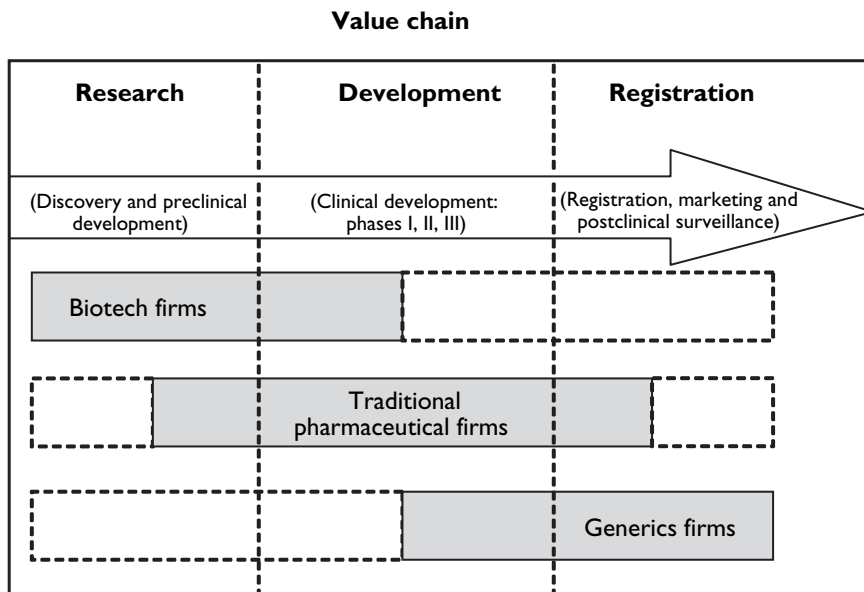 Value chain
Research
Development
Registration
(Discovery and preclinical
development)
(Clinical development:
phases I, II, III)
(Registration, marketing and
postclinical surveillance)
Biotech firms
Traditional
pharmaceutical firms
Generics firms